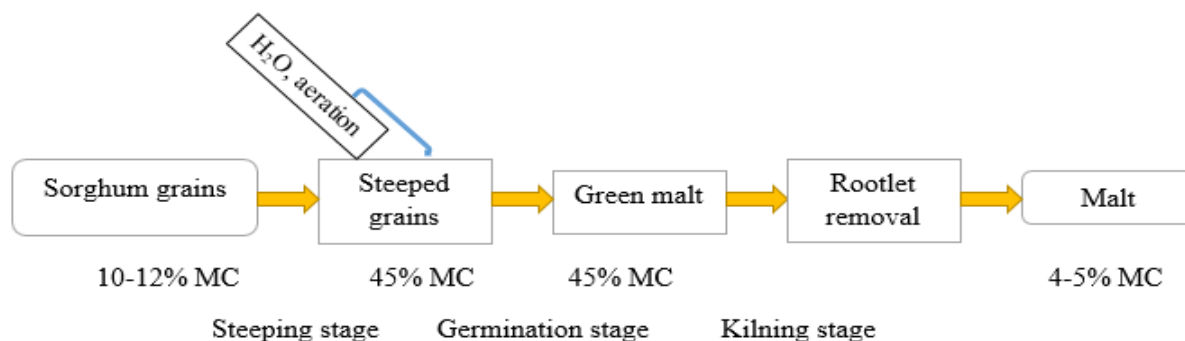 H₂O, aeration
Sorghum grains
Steeped
grains
Green malt
Rootlet
removal
Malt
10-12% MC
45% MC
45% MC
4-5% MC
Steeping stage
Germination stage
Kilning stage